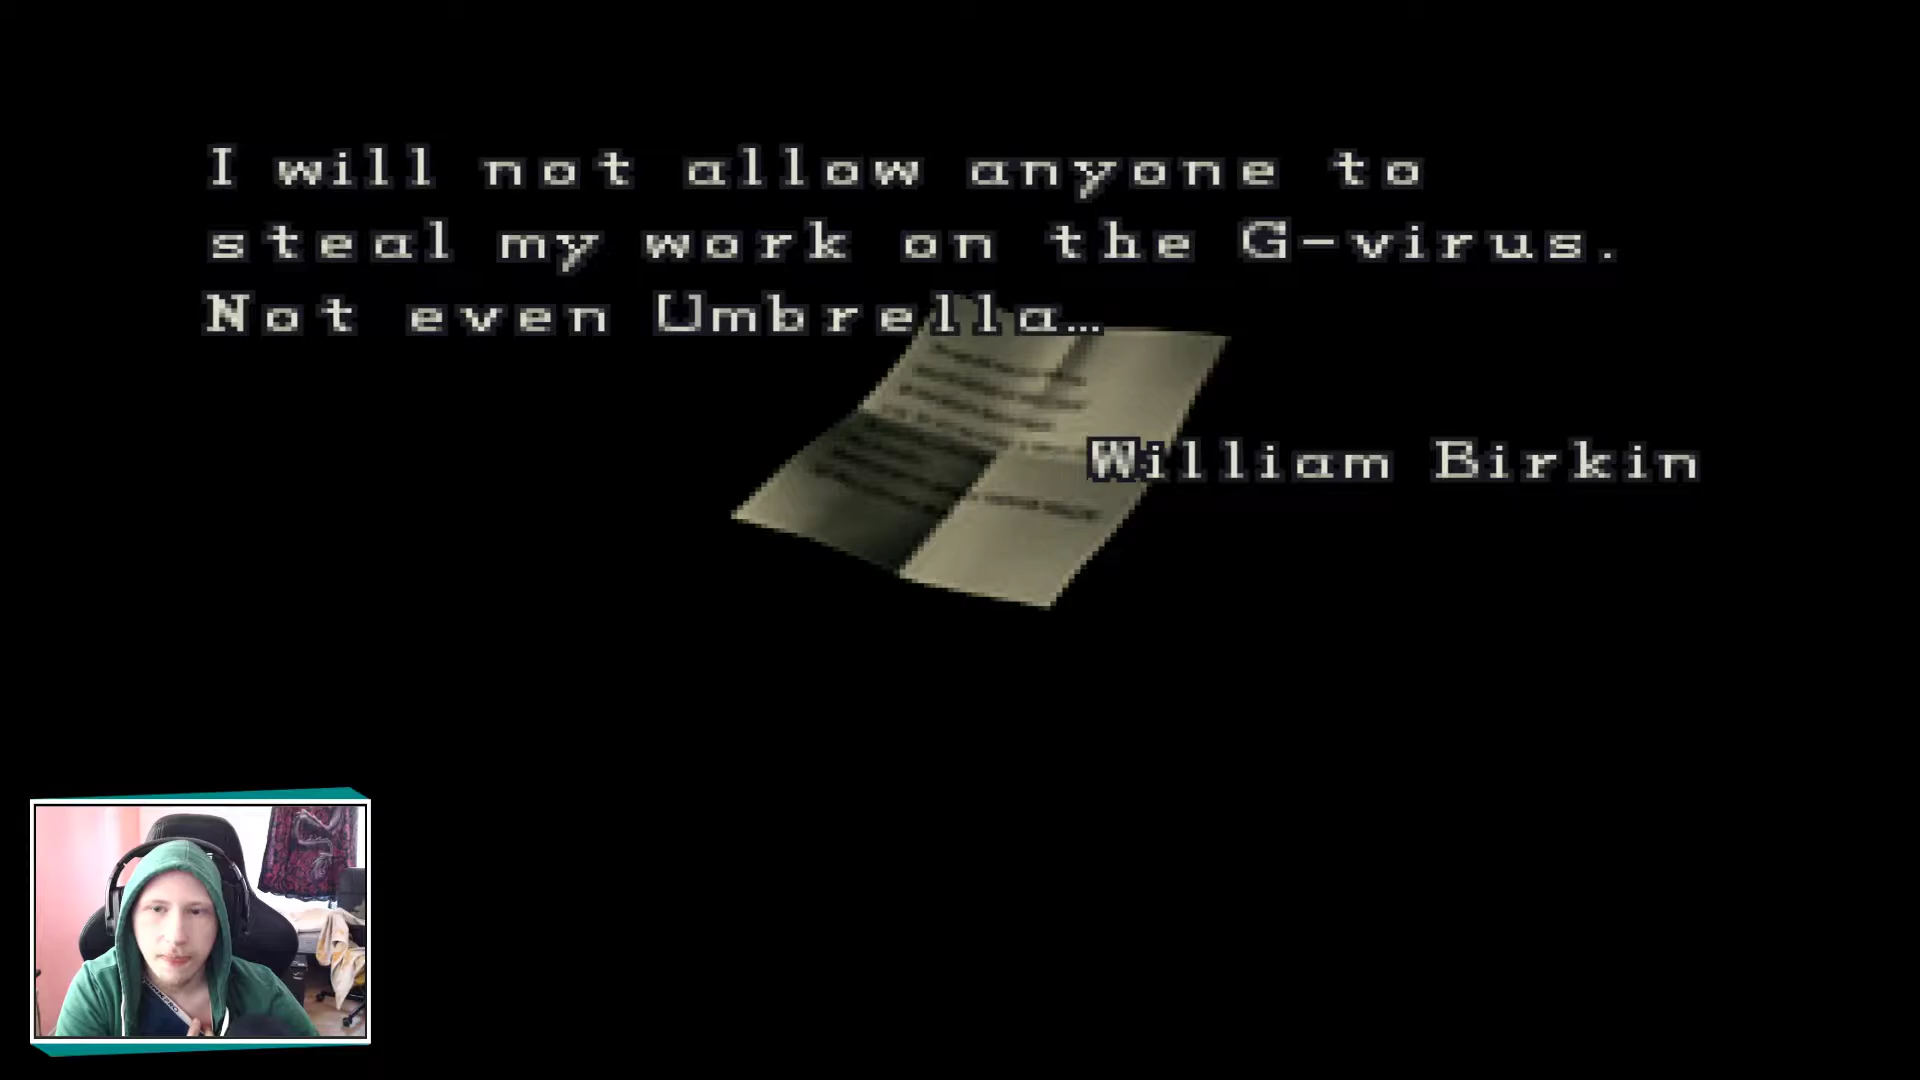 I will not allow anyone to
steal my work on the G-virus.
Not even Umbrella…
William Birkin